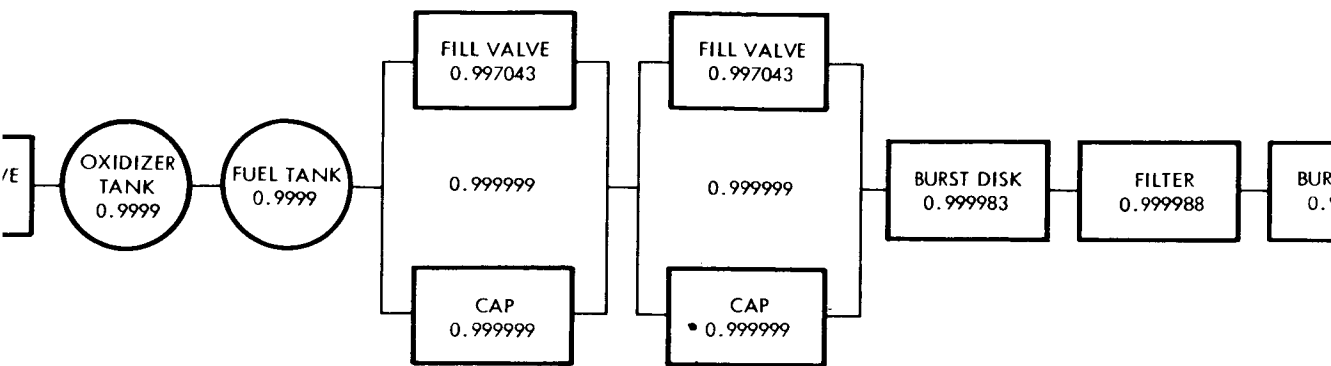 FILL VALVE
0.997043
FILL VALVE
0.997043
OXIDIZER
TANK
0.9999
FUEL TANK
0.9999
0.999999
0.999999
BURST DISK
0.999983
FILTER
0.999988
CAP
0.999999
CAP
0.999999